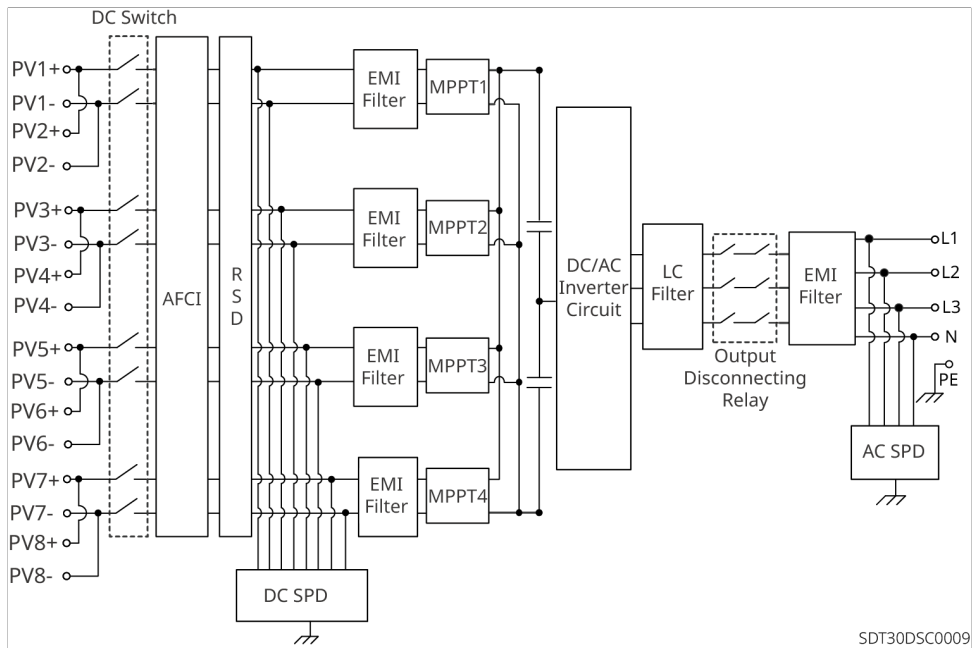 DC Switch
PV1+
PV1-
PV2+
PV2-
PV3+
PV3-
PV4+
PV4-
PV5+
PV5-
PV6+
PV6-
PV7+
PV7-
PV8+
PV8-
AFCI
R
S
D
EMI
Filter
MPPT1
EMI
Filter
MPPT2
EMI
Filter
MPPT3
EMI
Filter
MPPT4
DC SPD
DC/AC
Inverter
Circuit
LC
Filter
Output
Disconnecting
Relay
EMI
Filter
L1
L2
L3
N
PE
AC SPD
SDT30DSC0009